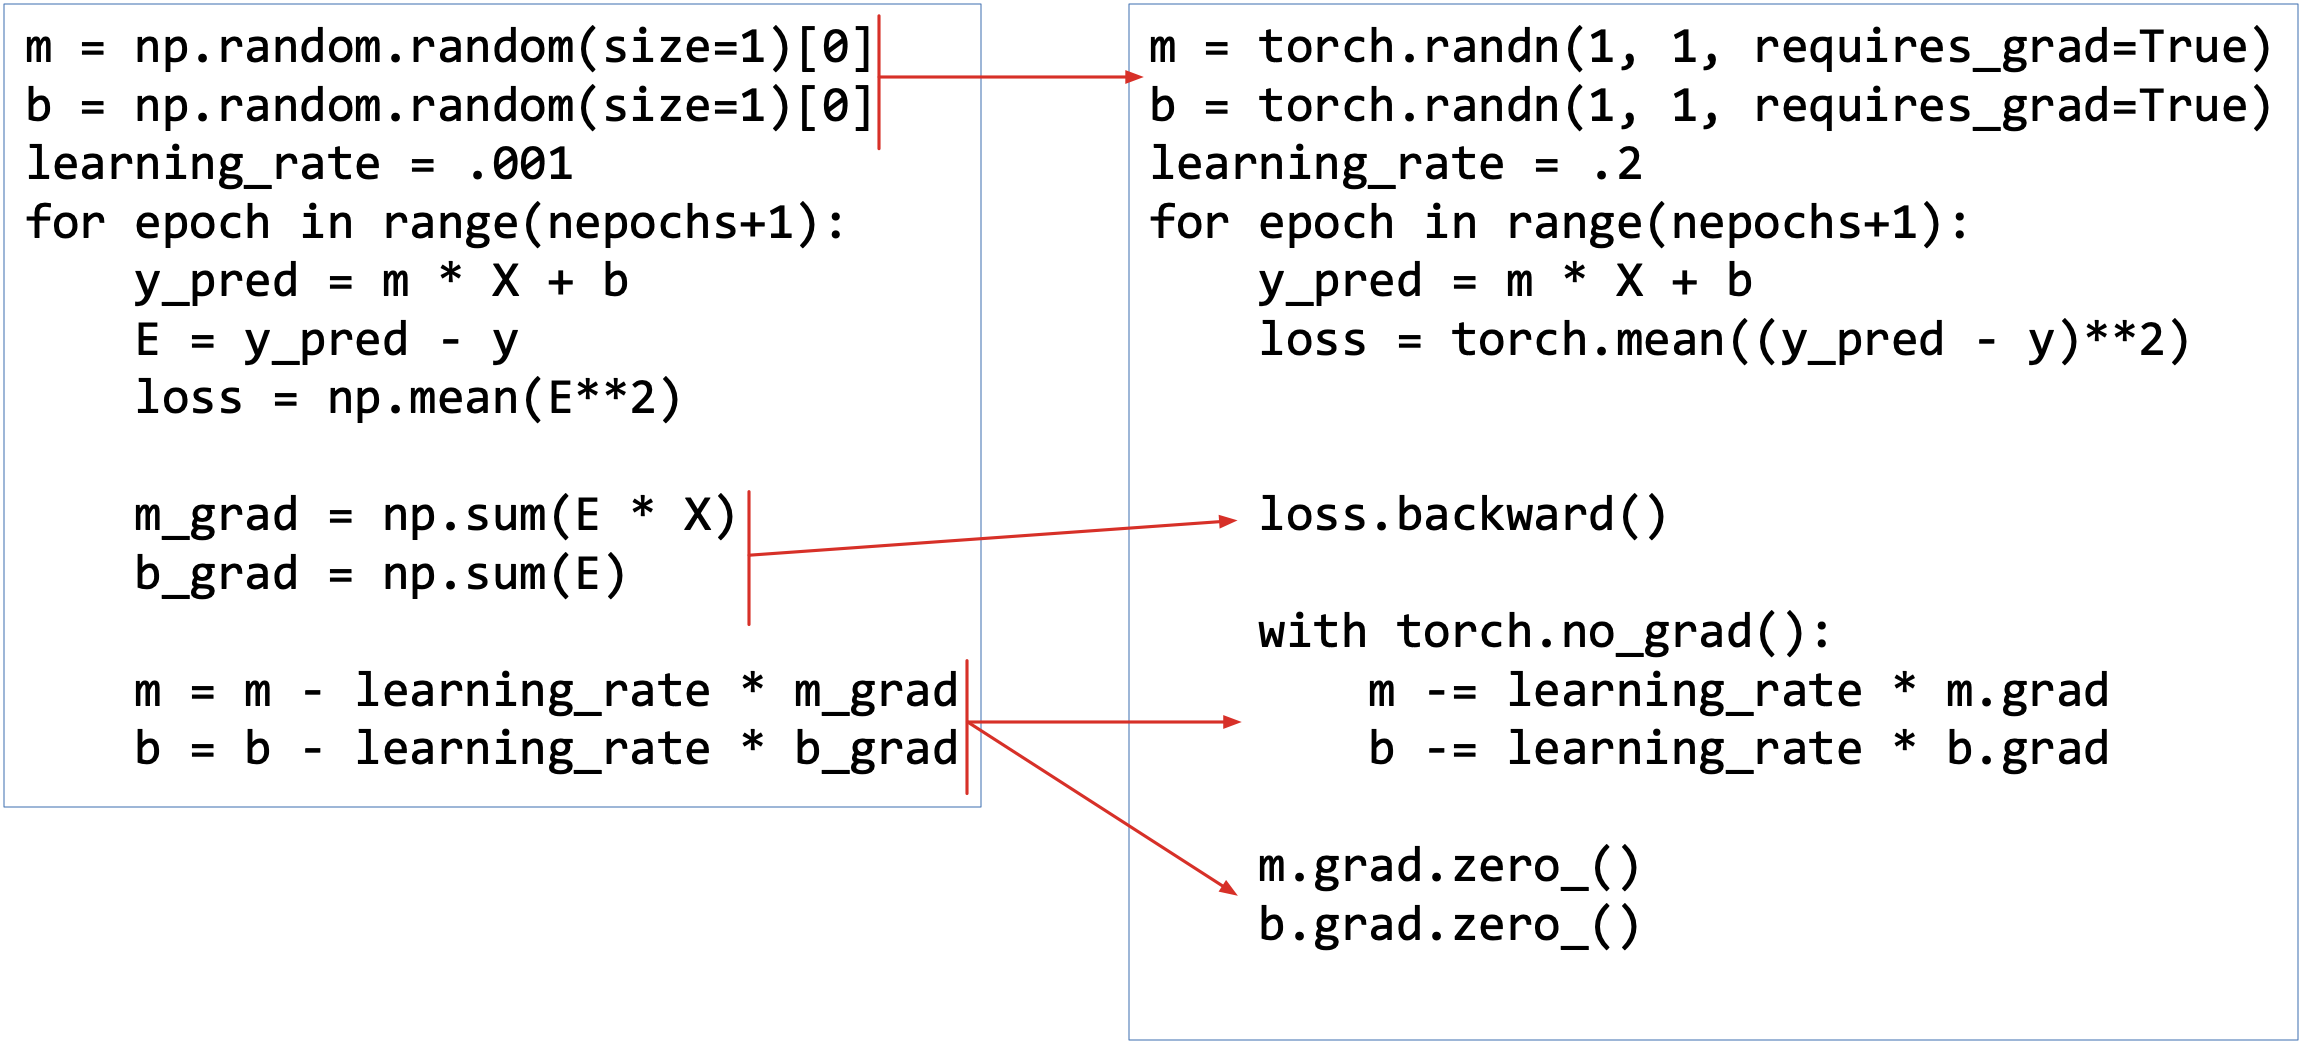 m = np.random.random(size=1)[0]
b = np.random.random(size=1)[0]
learning_rate = .001
for epoch in range(nepochs+1):
    y_pred = m * X + b
    E = y_pred - y
    loss = np.mean(E**2)

    m_grad = np.sum(E * X)
    b_grad = np.sum(E)

    m = m - learning_rate * m_grad
    b = b - learning_rate * b_grad

m = torch.randn(1, 1, requires_grad=True)
b = torch.randn(1, 1, requires_grad=True)
learning_rate = .2
for epoch in range(nepochs+1):
    y_pred = m * X + b
    loss = torch.mean((y_pred - y)**2)

    loss.backward()

    with torch.no_grad():
        m -= learning_rate * m.grad
        b -= learning_rate * b.grad

    m.grad.zero_()
    b.grad.zero_()